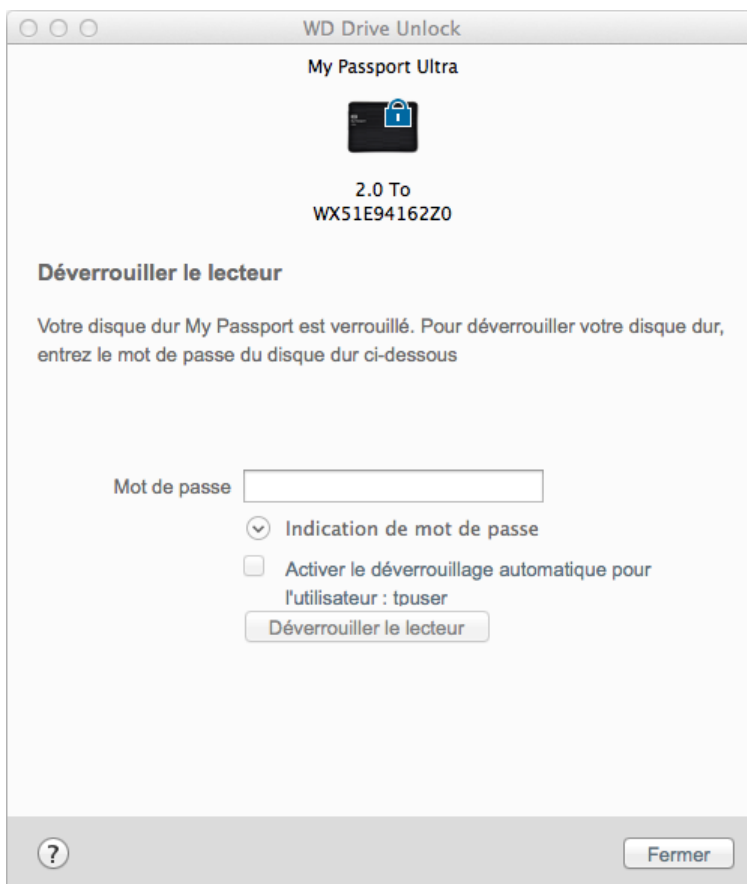 WD Drive Unlock
My Passport Ultra
2.0 To
WX51E94162Z0
Déverrouiller le lecteur
Votre disque dur My Passport est verrouillé. Pour déverrouiller votre disque dur,
entrez le mot de passe du disque dur ci-dessous
Mot de passe
Indication de mot de passe
Activer le déverrouillage automatique pour
l'utilisateur : tpuser
Déverrouiller le lecteur
?
Fermer